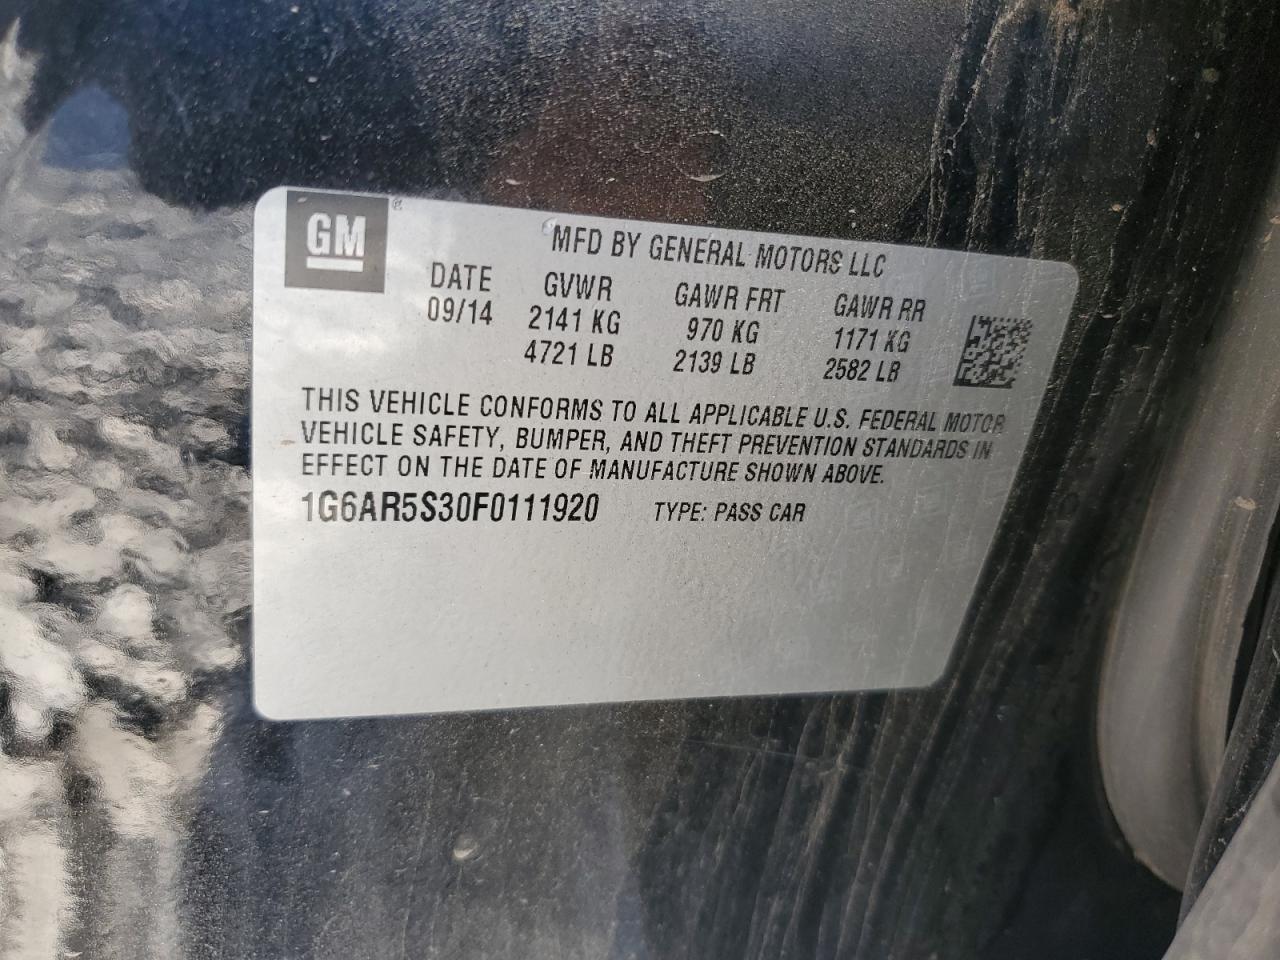 GM ®
MFD BY GENERAL MOTORS LLC
DATE GVWR GAWR FRT GAWR RR
09/14 2141 KG 970 KG 1171 KG
4721 LB 2139 LB 2582 LB
THIS VEHICLE CONFORMS TO ALL APPLICABLE U.S. FEDERAL MOTOR
VEHICLE SAFETY, BUMPER, AND THEFT PREVENTION STANDARDS IN
EFFECT ON THE DATE OF MANUFACTURE SHOWN ABOVE.
1G6AR5S30F0111920 TYPE: PASS CAR